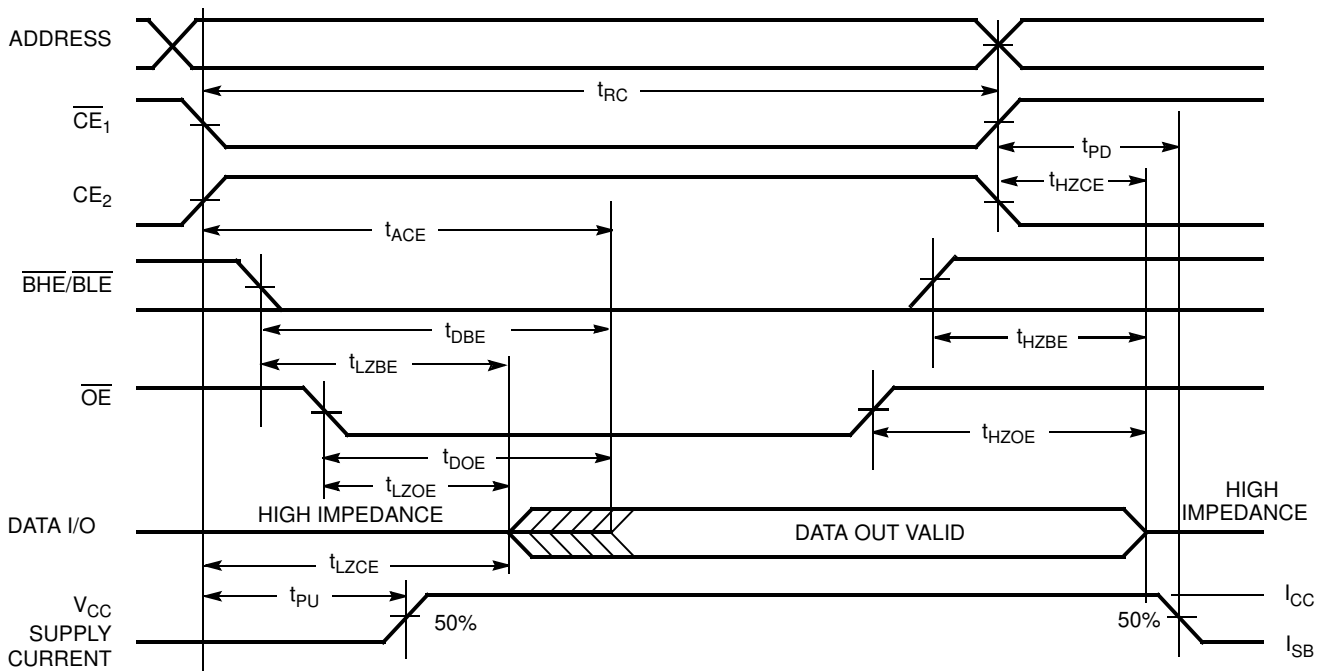 ADDRESS
tRC
CE1
tPD
tHZCE
CE2
tACE
BHE/BLE
tDBE
tHZBE
tLZBE
OE
tHZOE
tDOE
tLZOE
HIGH IMPEDANCE
HIGH
IMPEDANCE
DATA I/O
DATA OUT VALID
tLZCE
tPU
VCC
SUPPLY
CURRENT
50%
50%
ICC
ISB